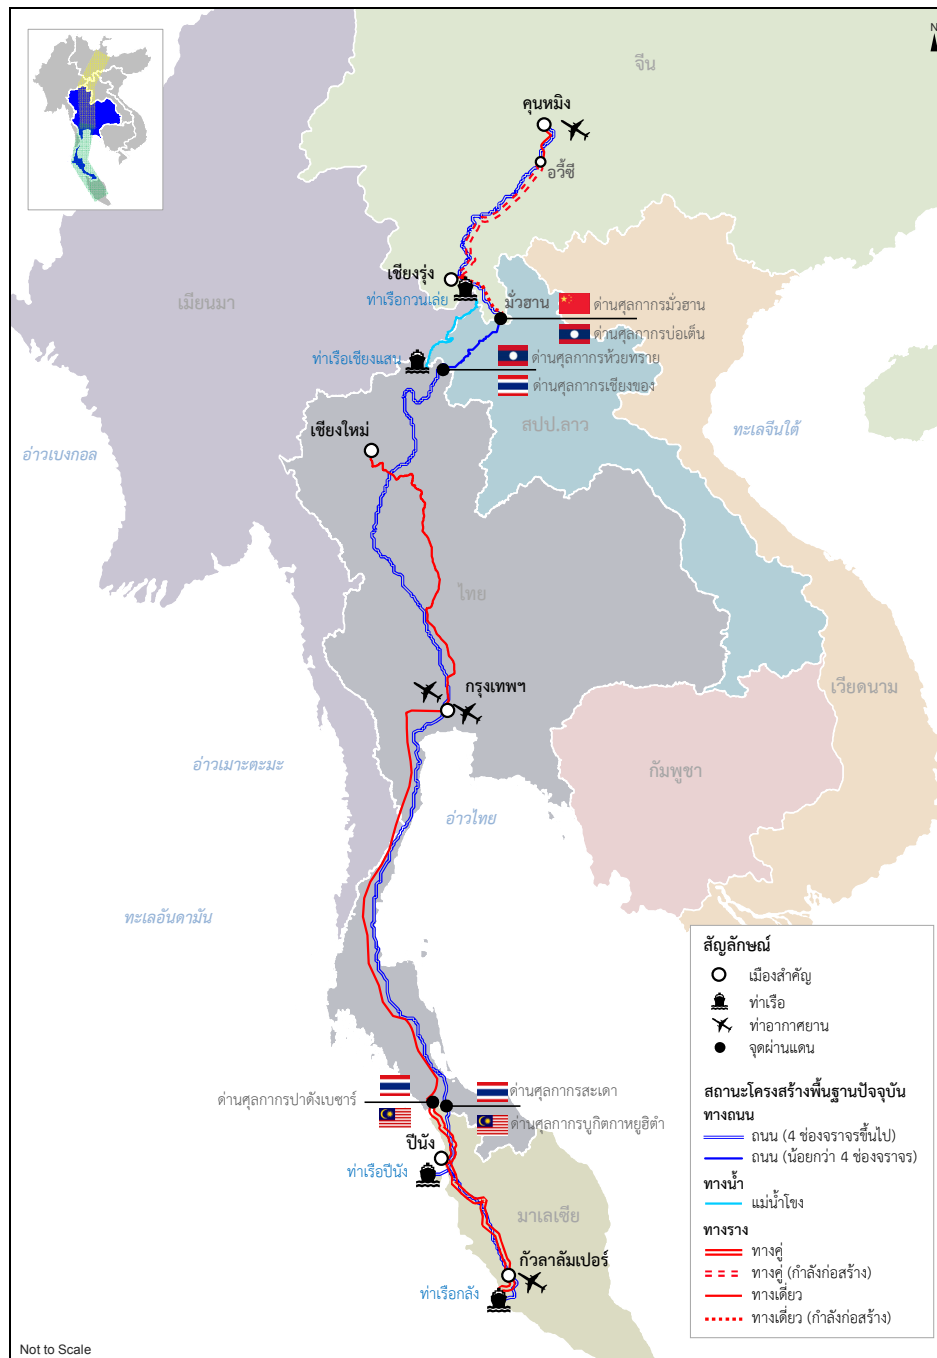 N
จีน
คุนหมิง
อวี้ซี
เชียงรุ่ง
ท่าเรือกวนเล่ย
มั่วฮาน
ด่านศุลกากรมั่วฮาน
ด่านศุลกากรบ่อเต็น
เมียนมา
ท่าเรือเชียงแสน
ด่านศุลกากรห้วยทราย
ด่านศุลกากรเชียงของ
สปป.ลาว
เชียงใหม่
อ่าวเบงกอล
ทะเลจีนใต้
ไทย
กรุงเทพฯ
เวียดนาม
อ่าวเมาะตะมะ
กัมพูชา
อ่าวไทย
ทะเลอันดามัน
ด่านศุลกากรปาดังเบซาร์
ด่านศุลกากรสะเดา
ด่านศุลกากรบูกิตกาหยูฮิตำ
ปีนัง
ท่าเรือปีนัง
มาเลเซีย
กัวลาลัมเปอร์
ท่าเรือกลัง
สัญลักษณ์
เมืองสำคัญ
ท่าเรือ
ท่าอากาศยาน
จุดผ่านแดน
สถานะโครงสร้างพื้นฐานปัจจุบัน
ทางถนน
ถนน (4 ช่องจราจรขึ้นไป)
ถนน (น้อยกว่า 4 ช่องจราจร)
ทางน้ำ
แม่น้ำโขง
ทางราง
ทางคู่
ทางคู่ (กำลังก่อสร้าง)
ทางเดี่ยว
ทางเดี่ยว (กำลังก่อสร้าง)
Not to Scale